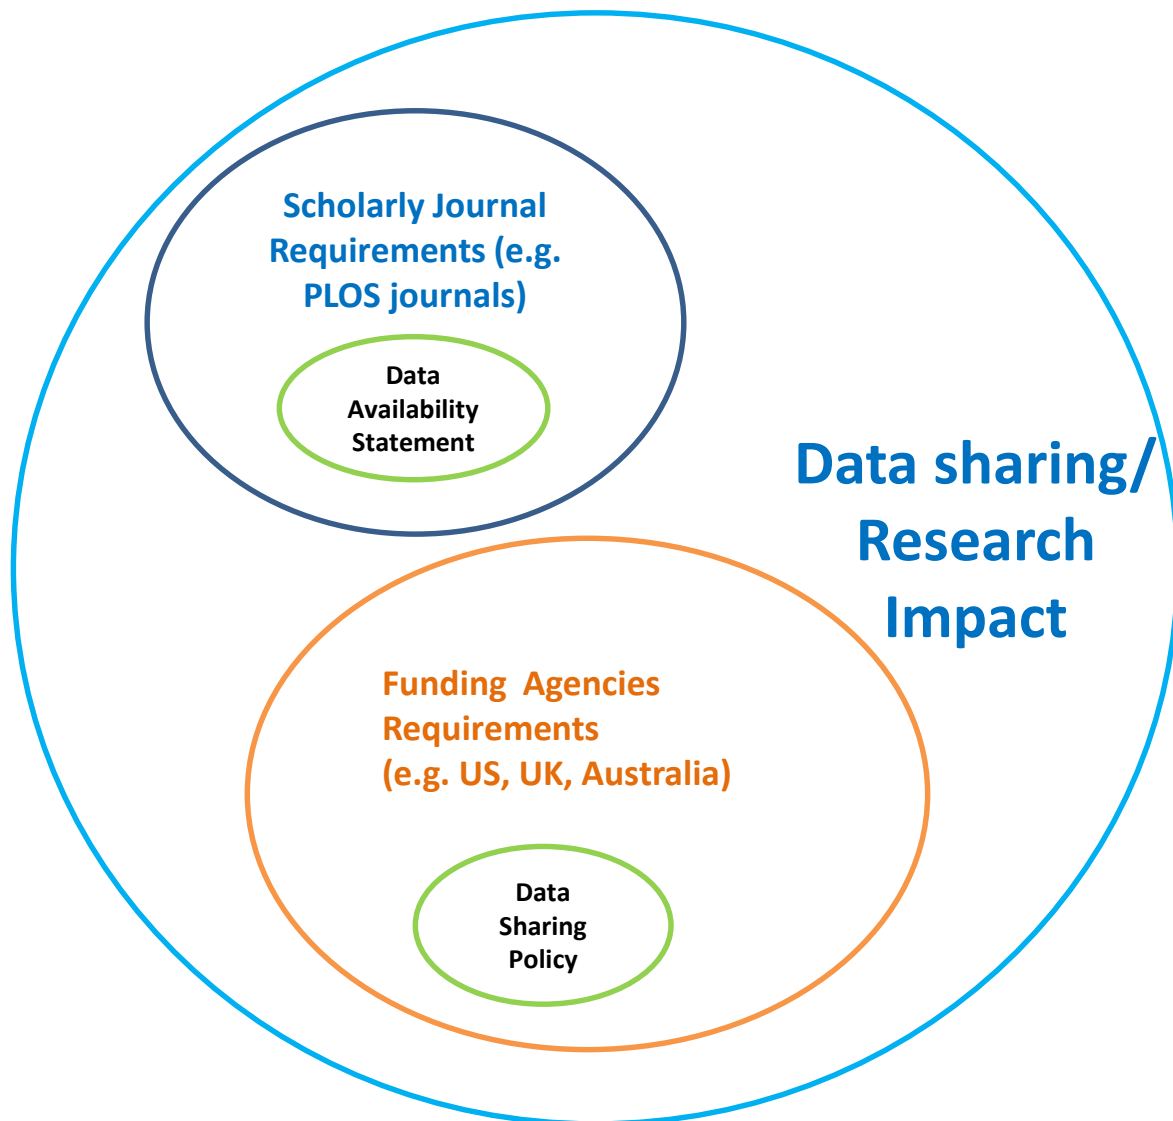 Scholarly Journal
Requirements (e.g.
PLOS journals)
Data
Availability
Statement
Data sharing/
Research
Impact
Funding  Agencies
Requirements
(e.g. US, UK, Australia)
Data
Sharing
Policy